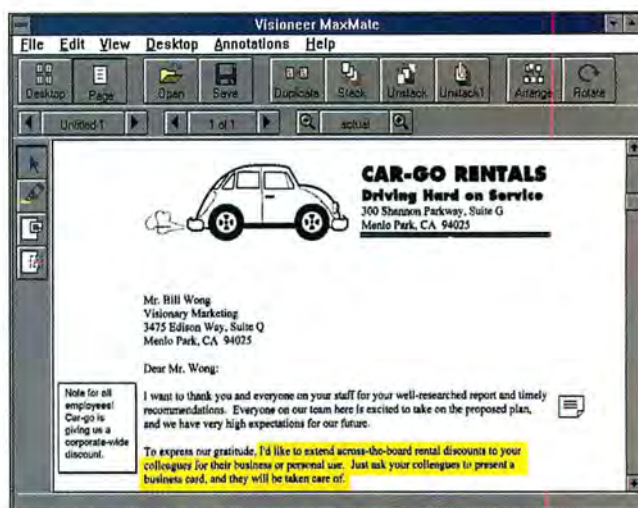 Visioneer MaxMate
File Edit View Desktop Annotations Help
Desktop Page Open Save Duplicate Stack Unstack Unstack1 Arrange Rotate
Untitled-1 1 of 1 actual
CAR-GO RENTALS
Driving Hard on Service
300 Shannon Parkway, Suite G
Menlo Park, CA 94025
Mr. Bill Wong
Visionary Marketing
3475 Edison Way, Suite Q
Menlo Park, CA 94025
Dear Mr. Wong:
Note for all
employees!
Car-go is
giving us a
corporate-wide
discount.
I want to thank you and everyone on your staff for your well-researched report and timely
recommendations. Everyone on our team here is excited to take on the proposed plan,
and we have very high expectations for our future.
To express our gratitude, I'd like to extend across-the-board rental discounts to your
colleagues for their business or personal use. Just ask your colleagues to present a
business card, and they will be taken care of.